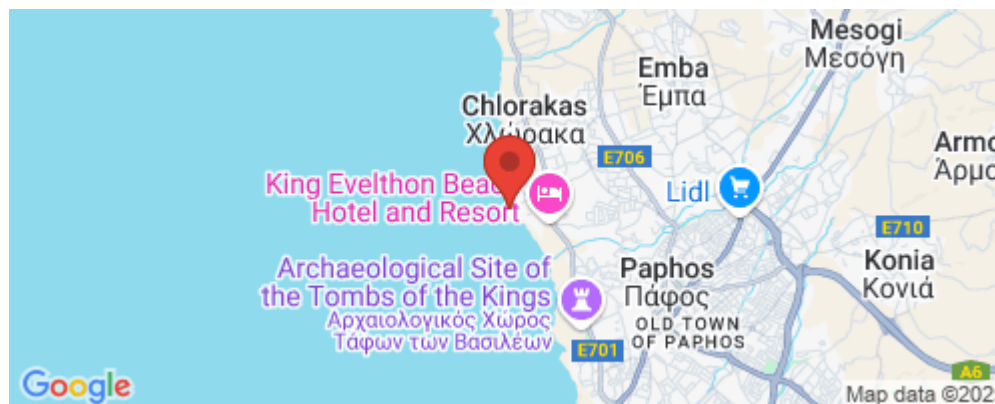 Mesogi
Μεσόγη
Emba
Έμπα
Chlorakas
Χλώρακα
E706
King Evelthon Beach
Hotel and Resort
Lidl
E710
Konia
Κονιά
Archaeological Site of
the Tombs of the Kings
Αρχαιολογικός Χώρος
Τάφων των Βασιλέων
Paphos
Πάφος
OLD TOWN
OF PAPHOS
E701
A6
Google
Map data ©202